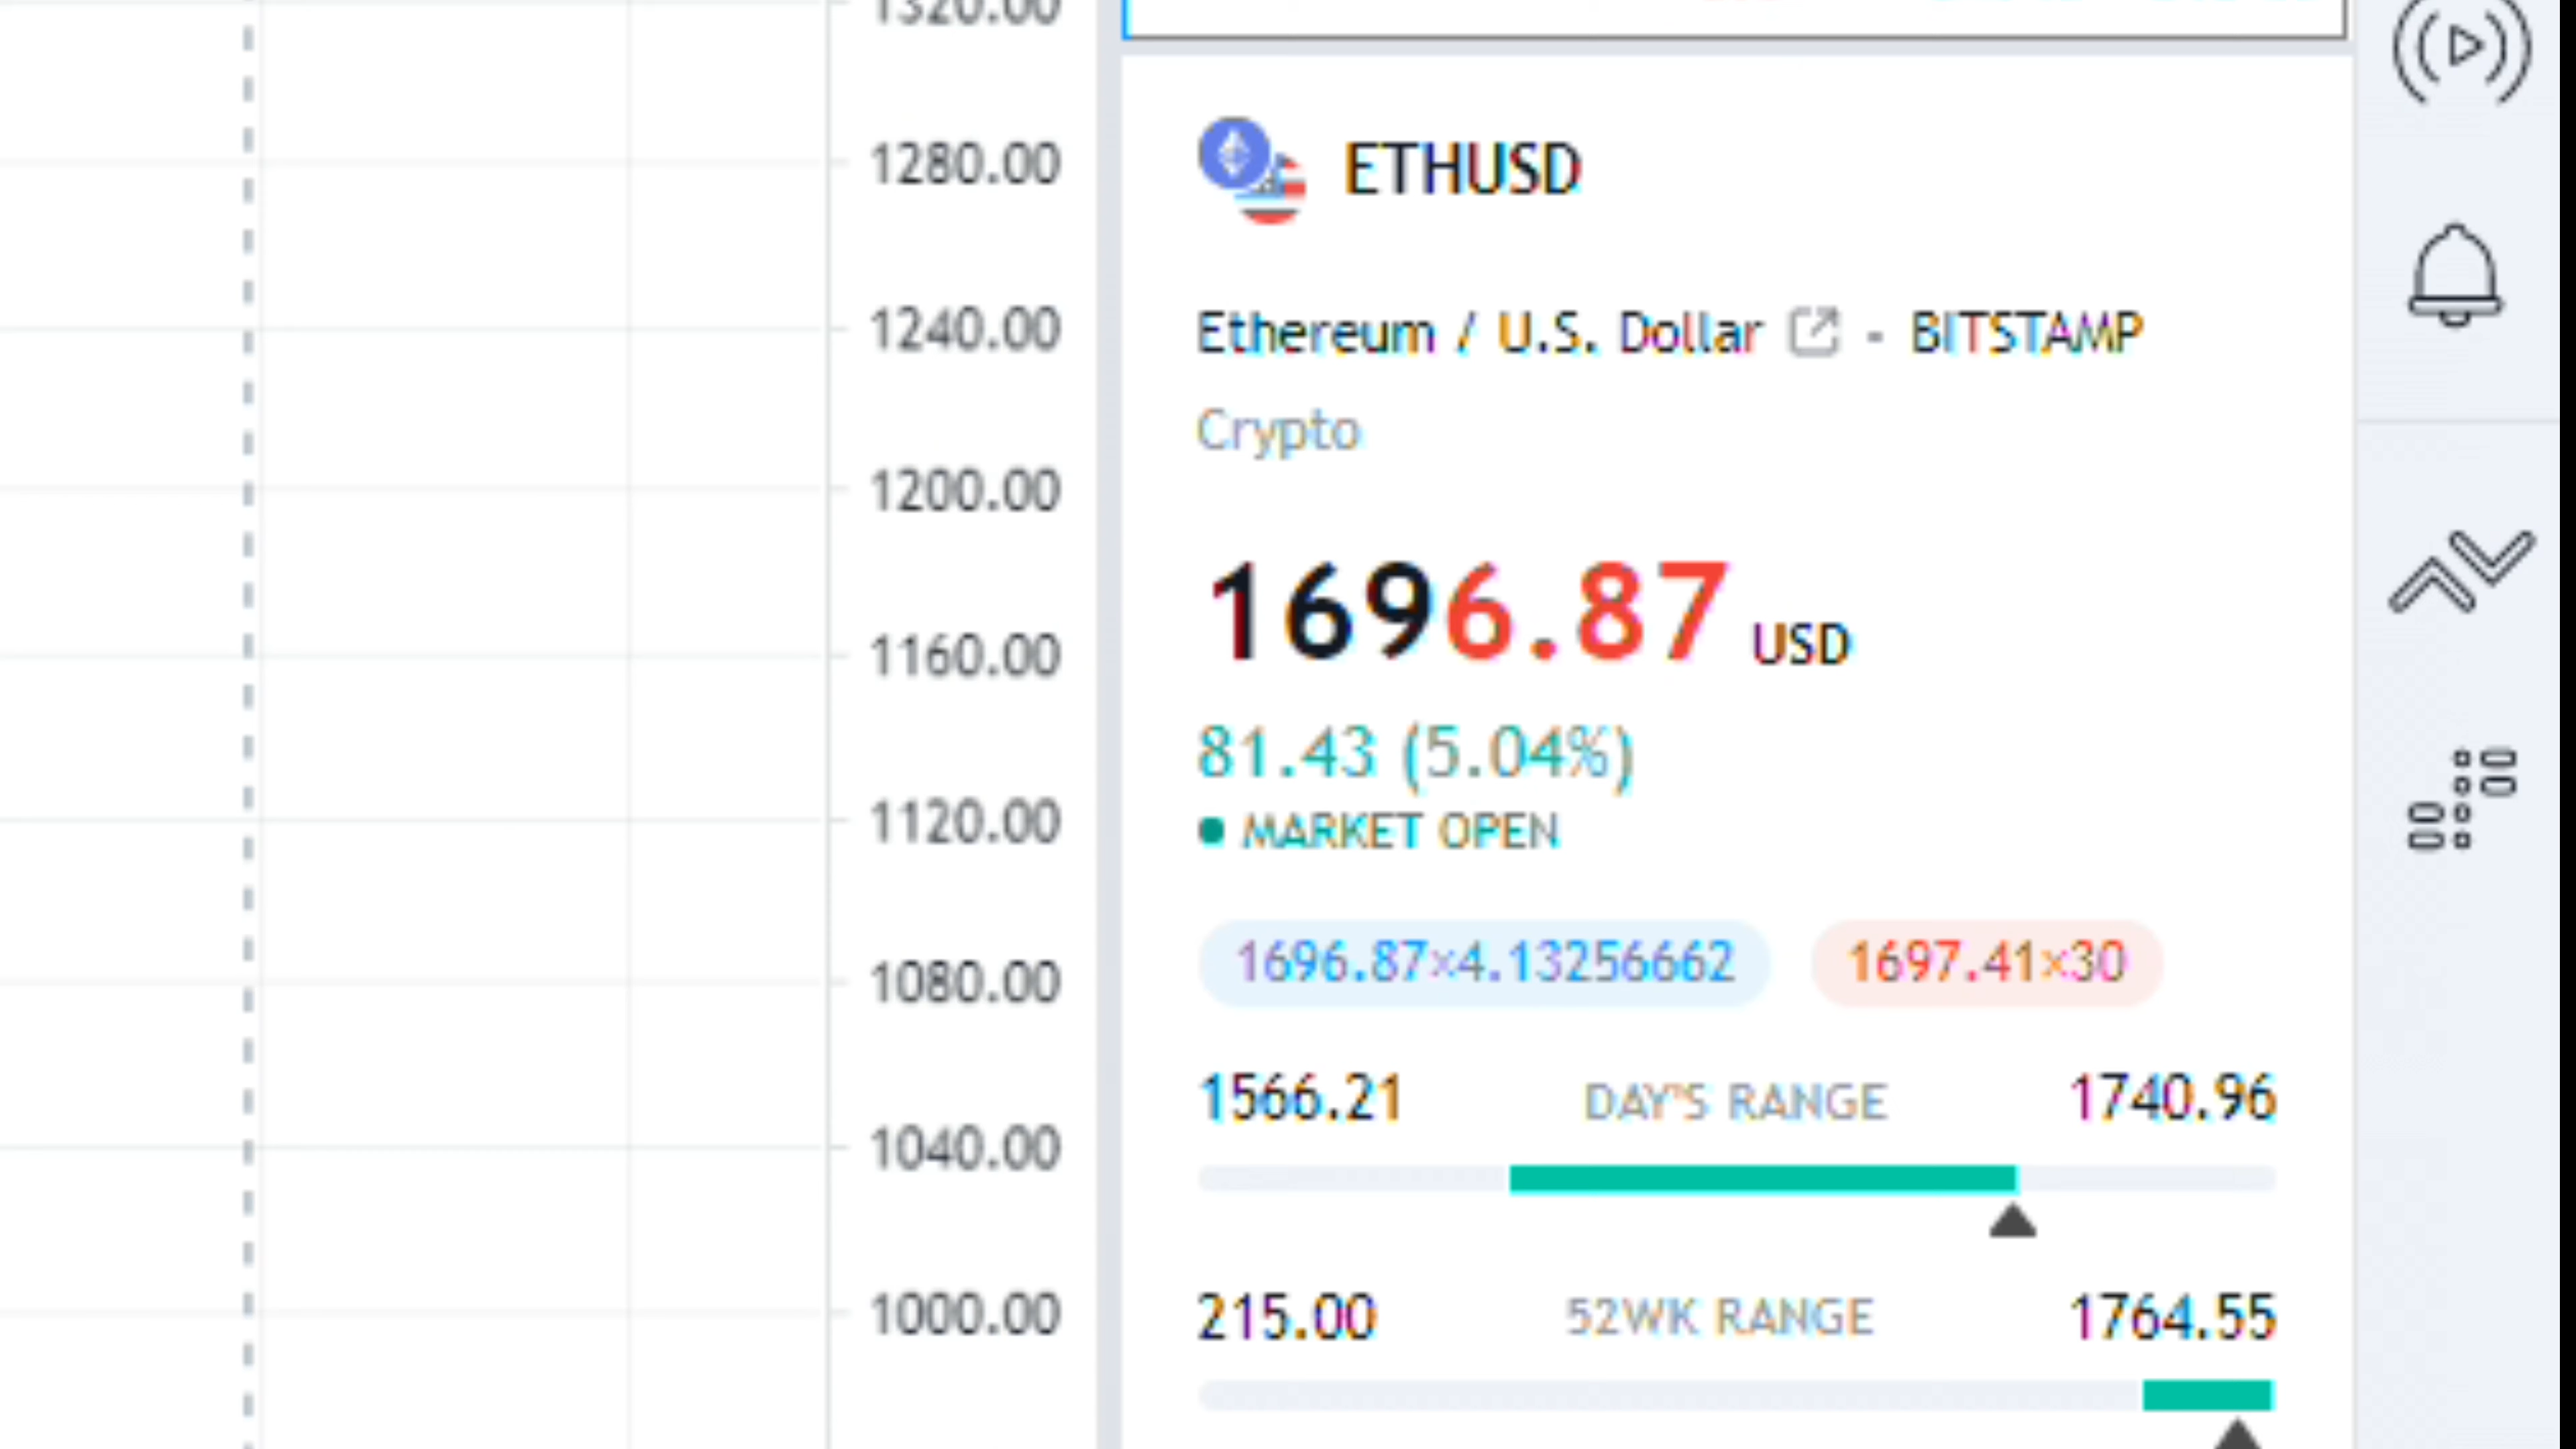 1320.00
1280.00
1240.00
1200.00
1160.00
1120.00
1080.00
1040.00
1000.00
ETHUSD
Ethereum / U.S. Dollar - BITSTAMP
Crypto
1696.87 USD
81.43 (5.04%)
MARKET OPEN
1696.87×4.13256662 1697.41×30
1566.21 DAY'S RANGE 1740.96
215.00 52WK RANGE 1764.55